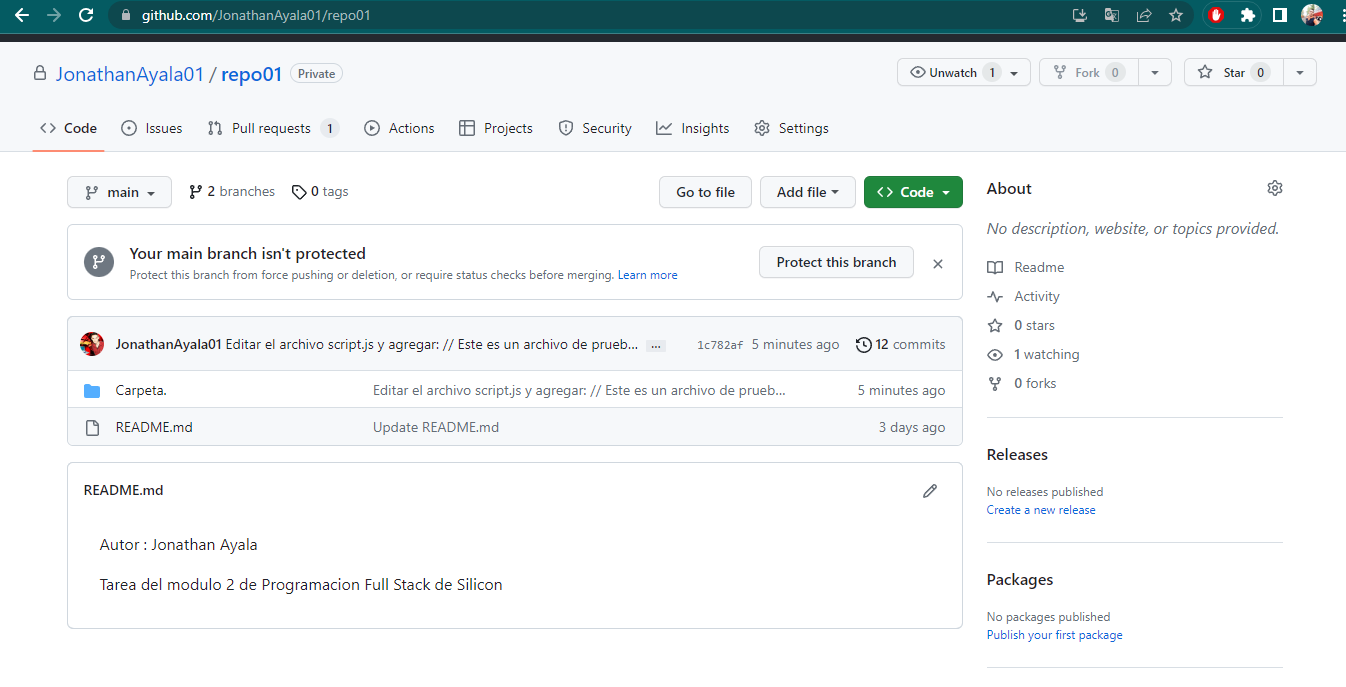 github.com/JonathanAyala01/repo01
JonathanAyala01 / repo01 Private
Unwatch 1 Fork 0 Star 0
Code Issues Pull requests 1 Actions Projects Security Insights Settings
main 2 branches 0 tags Go to file Add file Code
Your main branch isn't protected
Protect this branch from force pushing or deletion, or require status checks before merging. Learn more
Protect this branch
JonathanAyala01 Editar el archivo script.js y agregar: // Este es un archivo de prueb... ... 1c782af 5 minutes ago 12 commits
Carpeta. Editar el archivo script.js y agregar: // Este es un archivo de prueb... 5 minutes ago
README.md Update README.md 3 days ago
README.md
Autor : Jonathan Ayala
Tarea del modulo 2 de Programacion Full Stack de Silicon
About
No description, website, or topics provided.
Readme
Activity
0 stars
1 watching
0 forks
Releases
No releases published
Create a new release
Packages
No packages published
Publish your first package